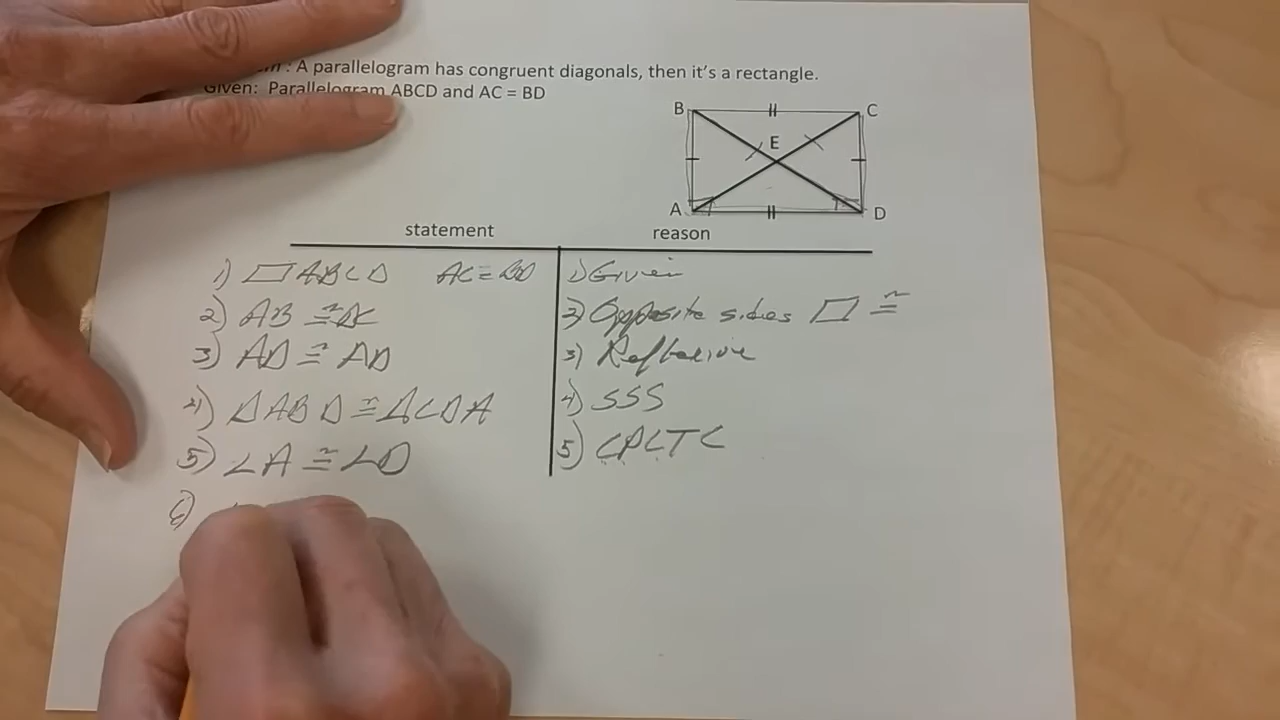 : A parallelogram has congruent diagonals, then it's a rectangle.
Given: Parallelogram ABCD and AC = BD
B
C
E
A
D
statement
reason
1) ▱ABCD AC=BD
1) Given
2) AB ≅ DC
2) Opposite sides ▱ ≅
3) AD ≅ AD
3) Reflexive
4) ΔABD ≅ ΔCDA
4) SSS
5) ∠A ≅ ∠D
5) CPCTC
6)